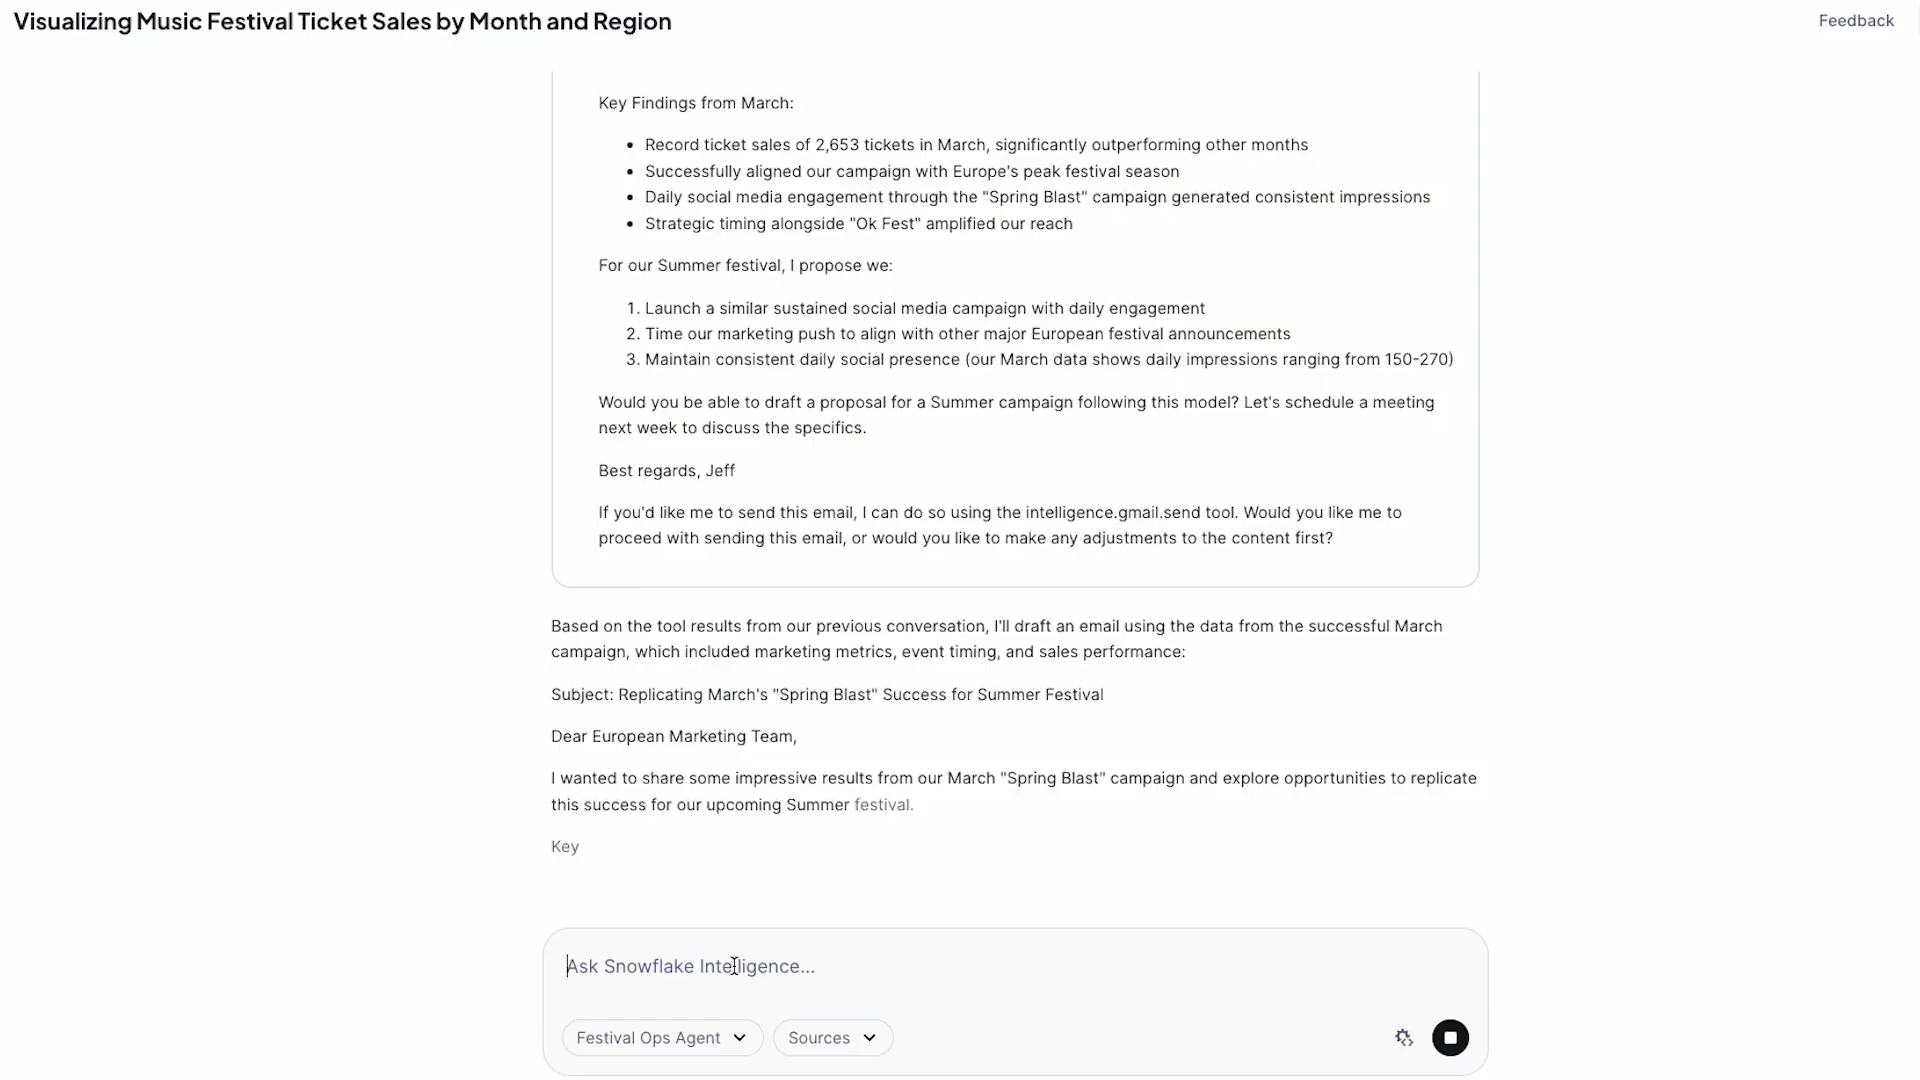 Visualizing Music Festival Ticket Sales by Month and Region
Feedback
Key Findings from March:
• Record ticket sales of 2,653 tickets in March, significantly outperforming other months
• Successfully aligned our campaign with Europe's peak festival season
• Daily social media engagement through the "Spring Blast" campaign generated consistent impressions
• Strategic timing alongside "Ok Fest" amplified our reach
For our Summer festival, I propose we:
1. Launch a similar sustained social media campaign with daily engagement
2. Time our marketing push to align with other major European festival announcements
3. Maintain consistent daily social presence (our March data shows daily impressions ranging from 150-270)
Would you be able to draft a proposal for a Summer campaign following this model? Let's schedule a meeting
next week to discuss the specifics.
Best regards, Jeff
If you'd like me to send this email, I can do so using the intelligence.gmail.send tool. Would you like me to
proceed with sending this email, or would you like to make any adjustments to the content first?
Based on the tool results from our previous conversation, I'll draft an email using the data from the successful March
campaign, which included marketing metrics, event timing, and sales performance:
Subject: Replicating March's "Spring Blast" Success for Summer Festival
Dear European Marketing Team,
I wanted to share some impressive results from our March "Spring Blast" campaign and explore opportunities to replicate
this success for our upcoming Summer festival.
Key
Ask Snowflake Intelligence...
Festival Ops Agent
Sources